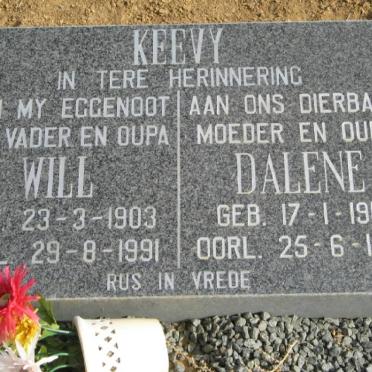 KEEVY
IN TERE HERINNERING
MY EGGENOOT
VADER EN OUPA
WILL
23-3-1903
29-8-1991
AAN ONS DIERBA
MOEDER EN OU
DALENE
GEB. 17-1-19
OORL. 25-6-1
RUS IN VREDE